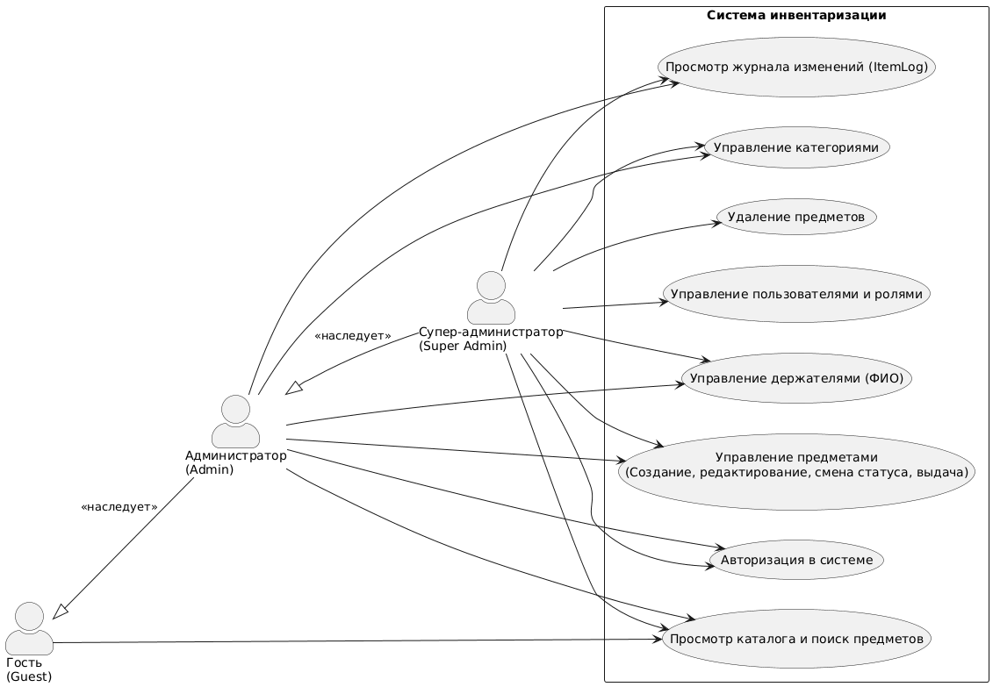 Система инвентаризации
Просмотр журнала изменений (ItemLog)
Управление категориями
Удаление предметов
Управление пользователями и ролями
«наследует»
Супер-администратор
(Super Admin)
Управление держателями (ФИО)
Администратор
(Admin)
Управление предметами
(Создание, редактирование, смена статуса, выдача)
«наследует»
Авторизация в системе
Просмотр каталога и поиск предметов
Гость
(Guest)